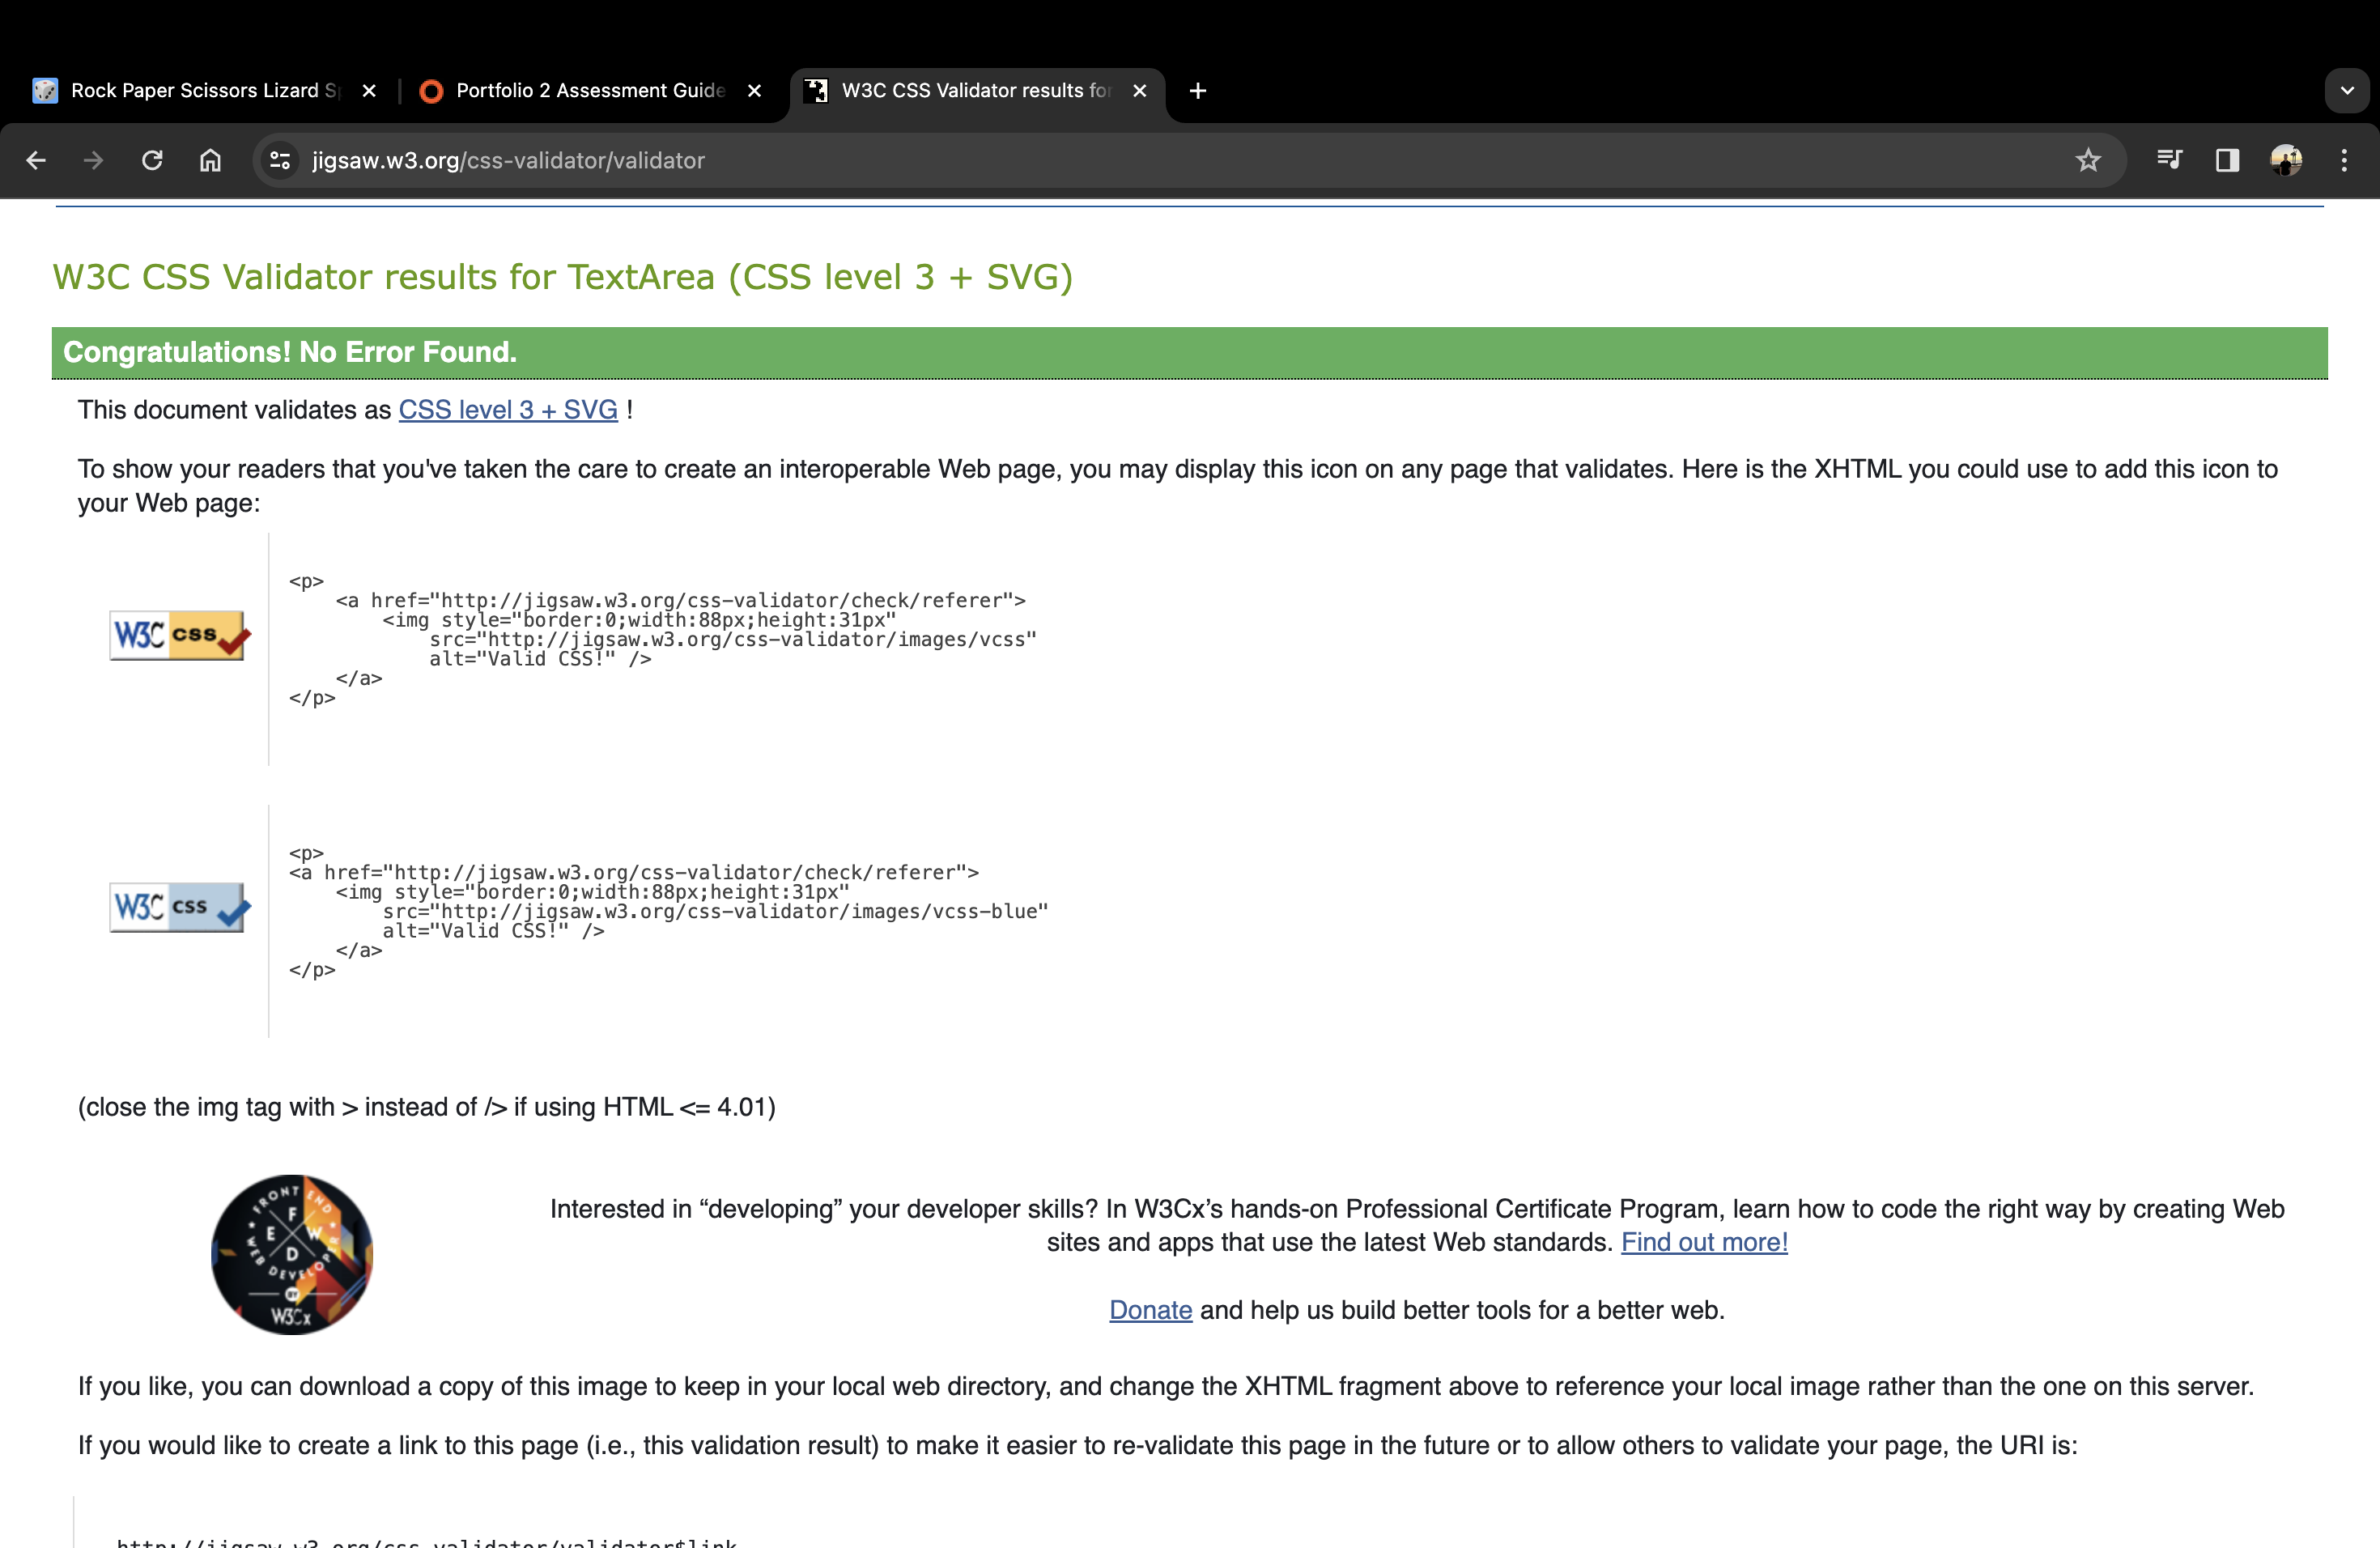 Rock Paper Scissors Lizard Sp
Portfolio 2 Assessment Guide
W3C CSS Validator results for
jigsaw.w3.org/css-validator/validator
W3C CSS Validator results for TextArea (CSS level 3 + SVG)
Congratulations! No Error Found.
This document validates as CSS level 3 + SVG !
To show your readers that you've taken the care to create an interoperable Web page, you may display this icon on any page that validates. Here is the XHTML you could use to add this icon to
your Web page:
W3C css
<p>
<a href="http://jigsaw.w3.org/css-validator/check/referer">
<img style="border:0;width:88px;height:31px"
src="http://jigsaw.w3.org/css-validator/images/vcss"
alt="Valid CSS!" />
</a>
</p>
W3C css
<p>
<a href="http://jigsaw.w3.org/css-validator/check/referer">
<img style="border:0;width:88px;height:31px"
src="http://jigsaw.w3.org/css-validator/images/vcss-blue"
alt="Valid CSS!" />
</a>
</p>
(close the img tag with > instead of /> if using HTML <= 4.01)
FRONT END
WEB DEVELOPER
F E W D
BY
W3Cx
Interested in “developing” your developer skills? In W3Cx’s hands-on Professional Certificate Program, learn how to code the right way by creating Web
sites and apps that use the latest Web standards. Find out more!
Donate and help us build better tools for a better web.
If you like, you can download a copy of this image to keep in your local web directory, and change the XHTML fragment above to reference your local image rather than the one on this server.
If you would like to create a link to this page (i.e., this validation result) to make it easier to re-validate this page in the future or to allow others to validate your page, the URI is:
http://jigsaw.w3.org/css-validator/validator$link